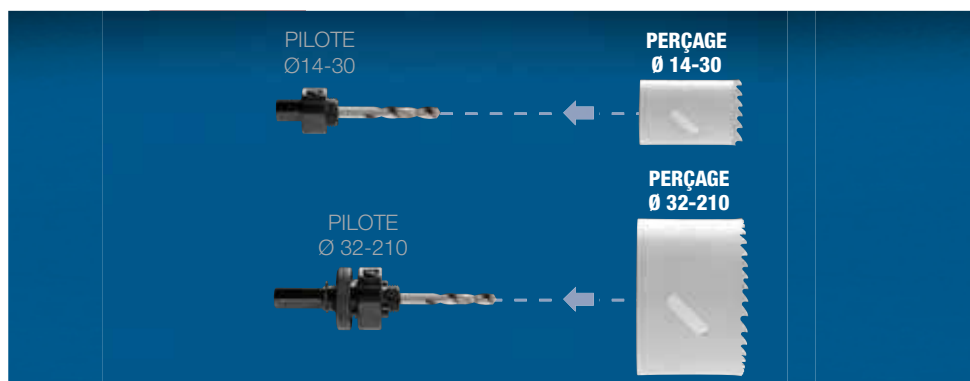 PILOTE
Ø14-30
PERÇAGE
Ø 14-30
PILOTE
Ø 32-210
PERÇAGE
Ø 32-210